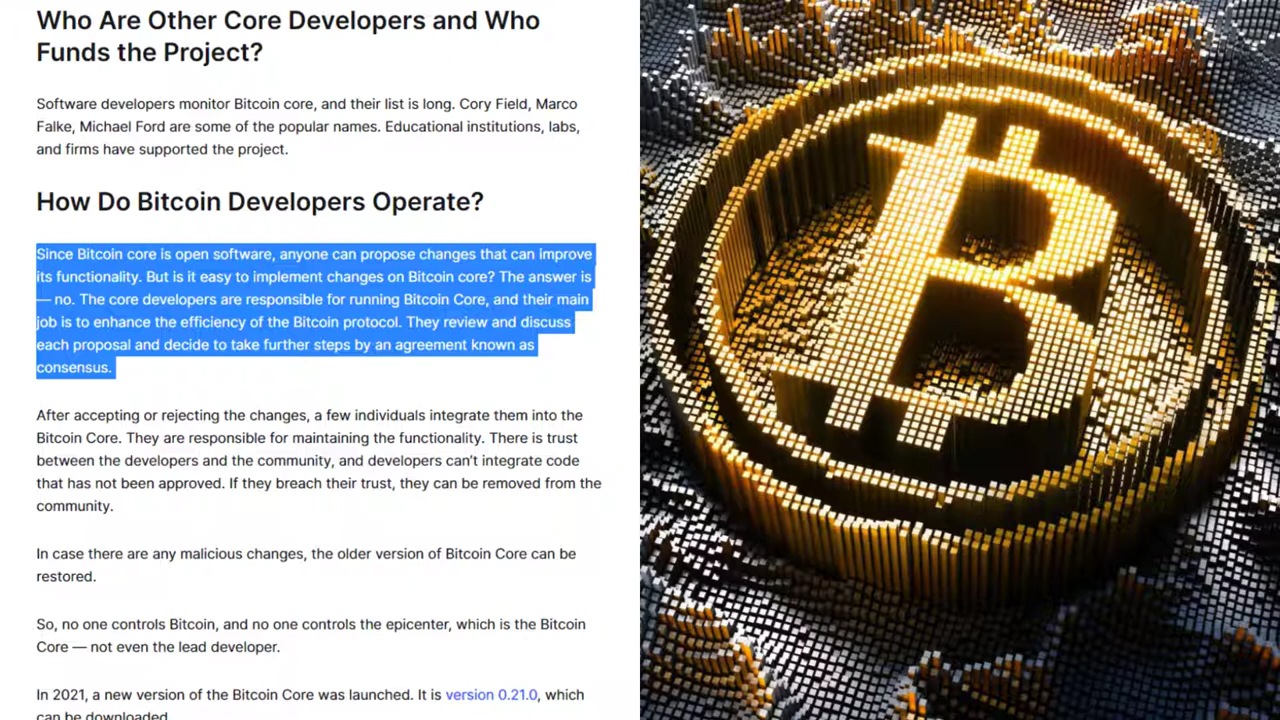 Who Are Other Core Developers and Who
Funds the Project?
Software developers monitor Bitcoin core, and their list is long. Cory Field, Marco
Falke, Michael Ford are some of the popular names. Educational institutions, labs,
and firms have supported the project.
How Do Bitcoin Developers Operate?
Since Bitcoin core is open software, anyone can propose changes that can improve
its functionality. But is it easy to implement changes on Bitcoin core? The answer is
— no. The core developers are responsible for running Bitcoin Core, and their main
job is to enhance the efficiency of the Bitcoin protocol. They review and discuss
each proposal and decide to take further steps by an agreement known as
consensus.
After accepting or rejecting the changes, a few individuals integrate them into the
Bitcoin Core. They are responsible for maintaining the functionality. There is trust
between the developers and the community, and developers can't integrate code
that has not been approved. If they breach their trust, they can be removed from the
community.
In case there are any malicious changes, the older version of Bitcoin Core can be
restored.
So, no one controls Bitcoin, and no one controls the epicenter, which is the Bitcoin
Core — not even the lead developer.
In 2021, a new version of the Bitcoin Core was launched. It is version 0.21.0, which
can be downloaded